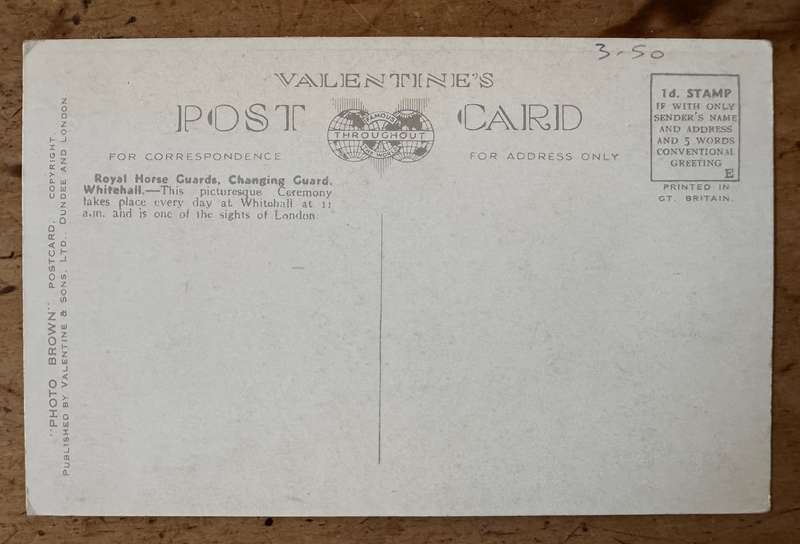 3-50
VALENTINE'S
POST CARD
FAMOUS
THROUGHOUT
THE WORLD
FOR CORRESPONDENCE
FOR ADDRESS ONLY
1d. STAMP
IF WITH ONLY
SENDER'S NAME
AND ADDRESS
AND 5 WORDS
CONVENTIONAL
GREETING
E
PRINTED IN
GT. BRITAIN.
Royal Horse Guards, Changing Guard,
Whitehall.—This picturesque Ceremony
takes place every day at Whitehall at 11
a.m. and is one of the sights of London
"PHOTO BROWN" POSTCARD. COPYRIGHT.
PUBLISHED BY VALENTINE & SONS, LTD., DUNDEE AND LONDON